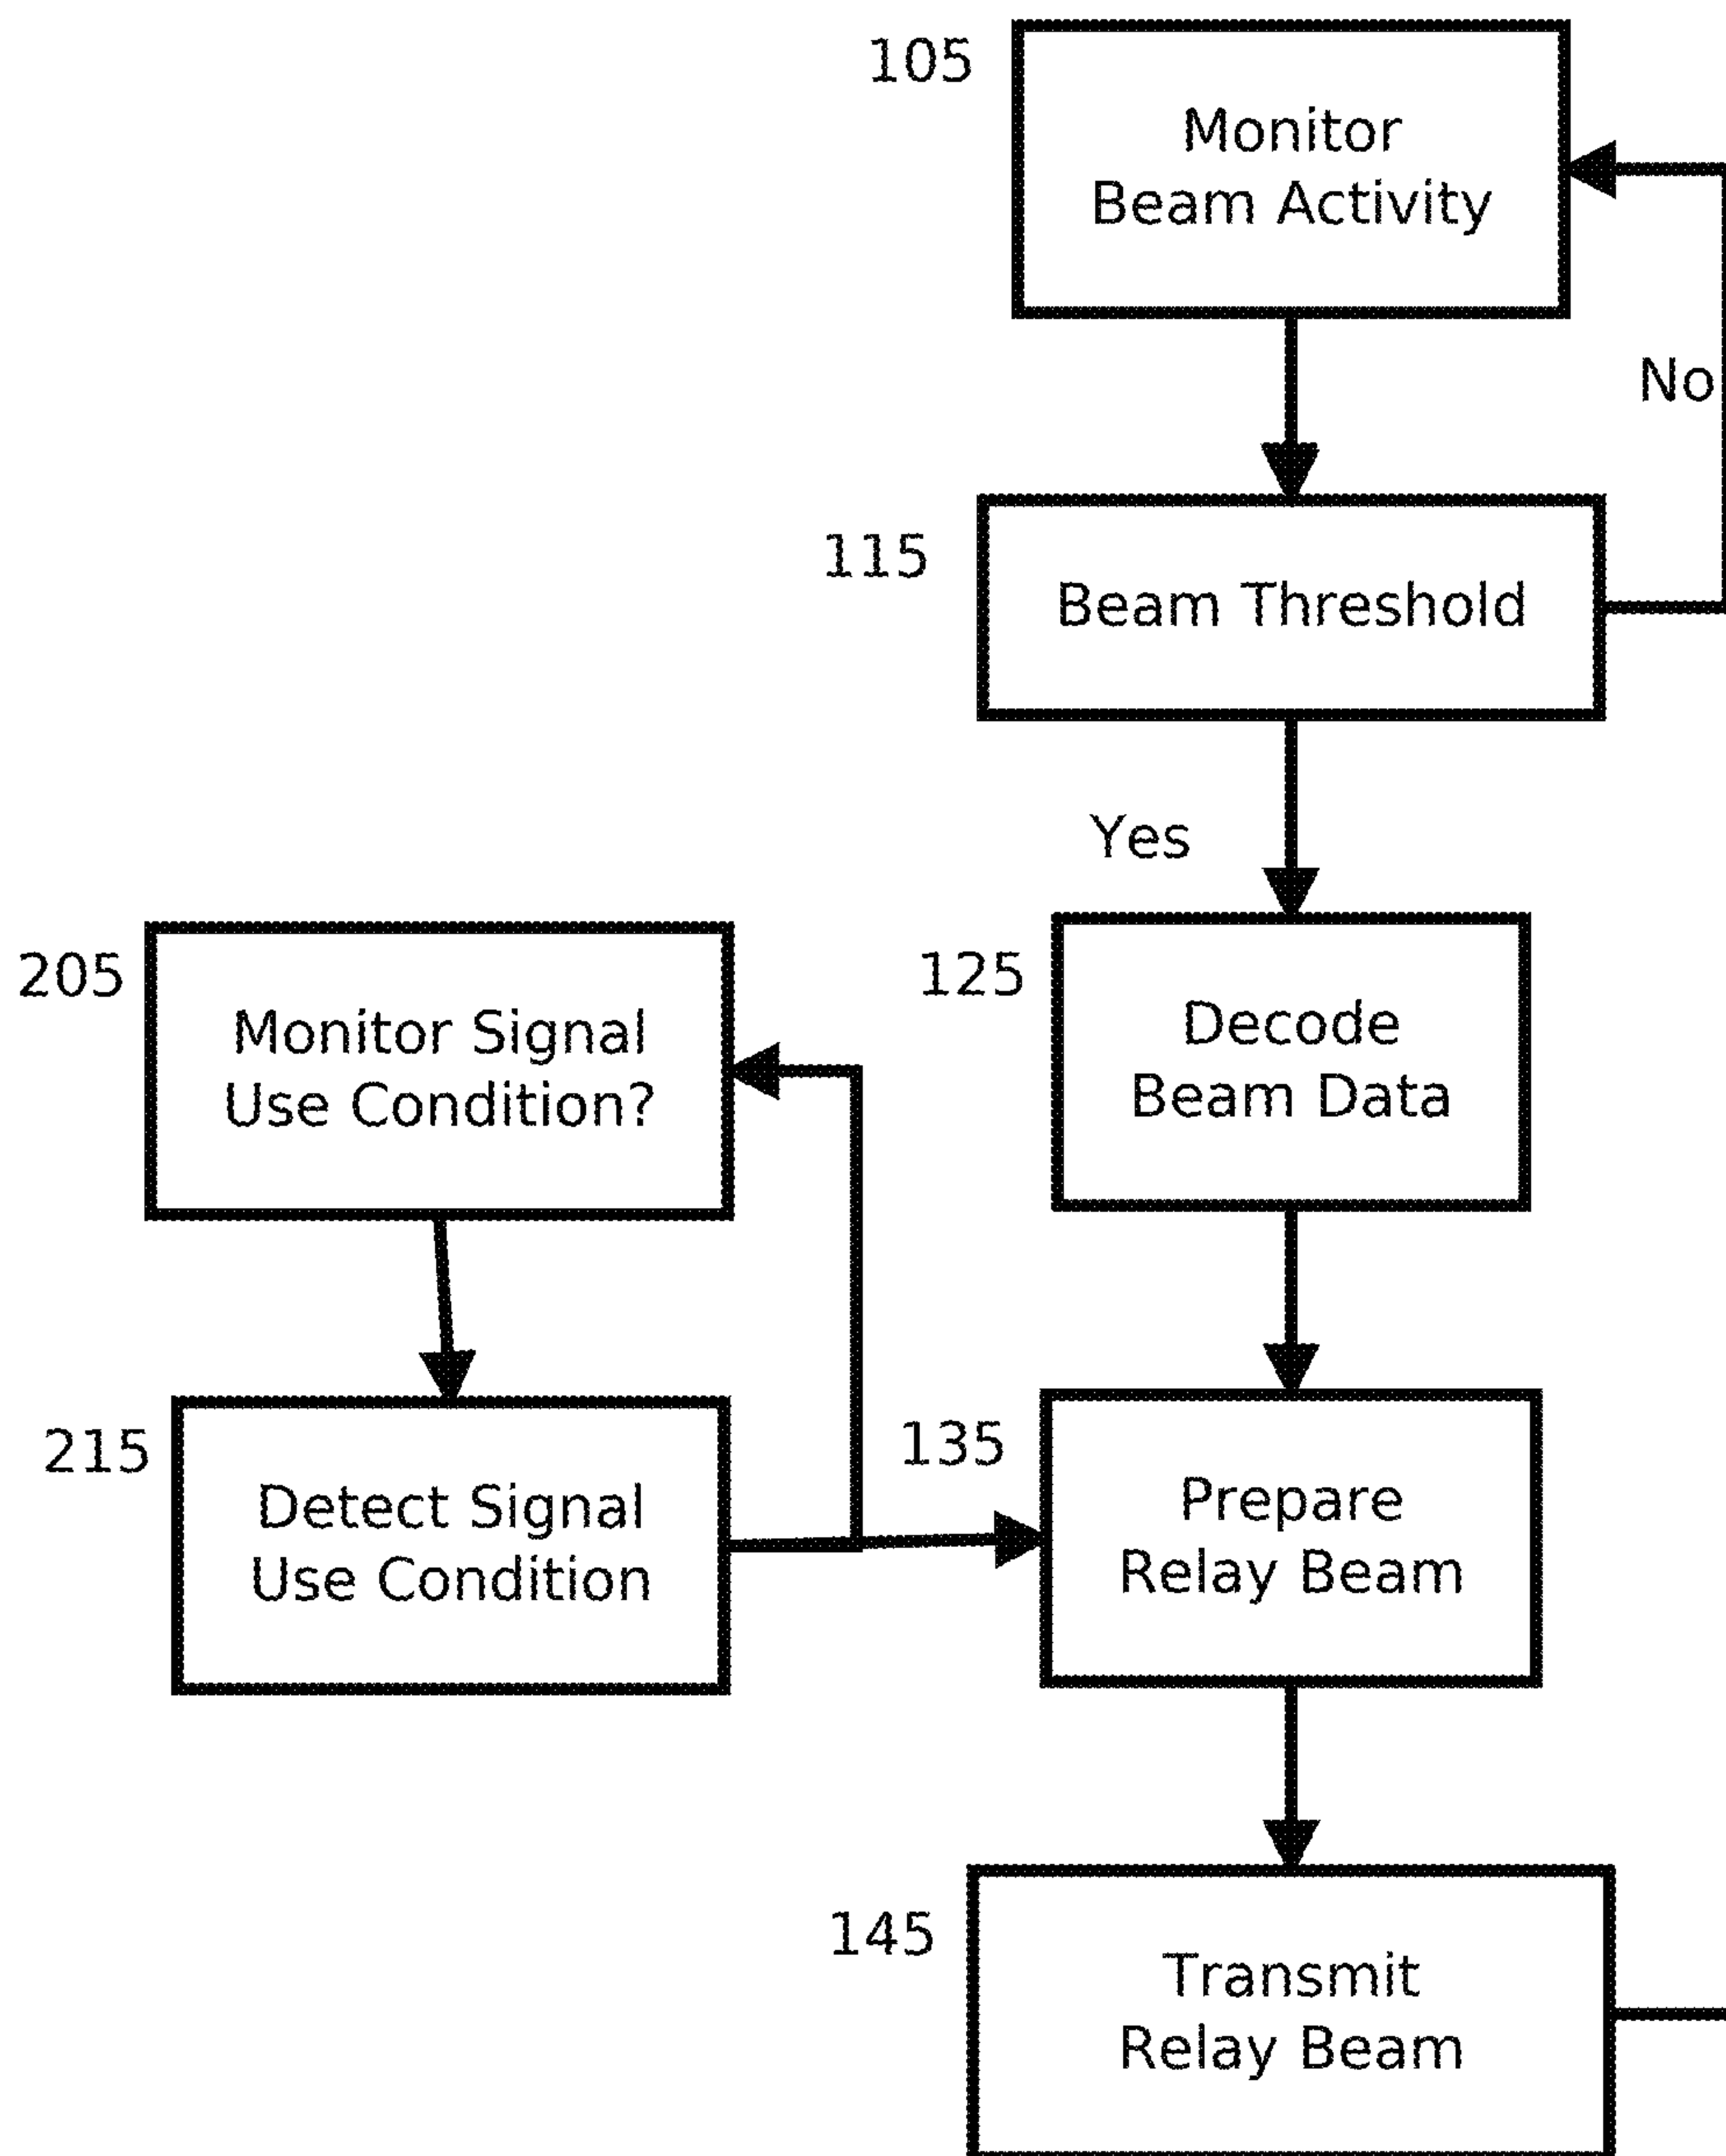 105
Monitor
Beam Activity
No
115
Beam Threshold
Yes
205
Monitor Signal
Use Condition?
125
Decode
Beam Data
215
Detect Signal
Use Condition
135
Prepare
Relay Beam
145
Transmit
Relay Beam